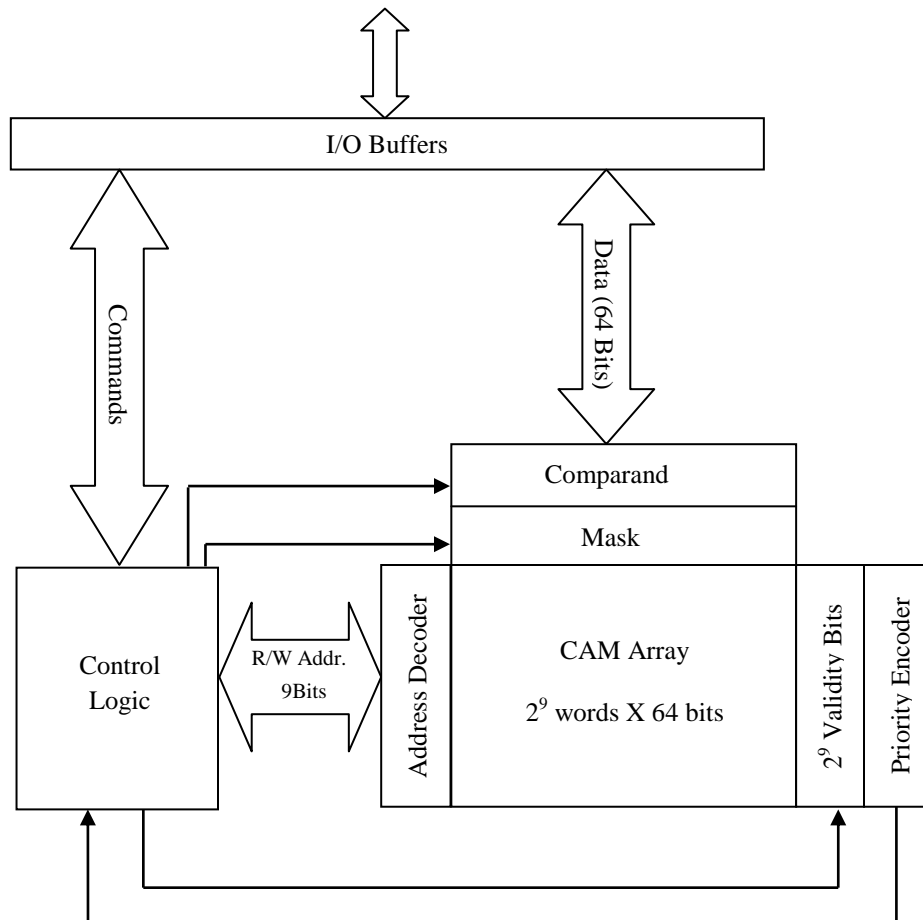 I/O Buffers
Commands
Data (64 Bits)
Comparand
Mask
Control
Logic
R/W Addr.
9Bits
Address Decoder
CAM Array
2⁹ words X 64 bits
2⁹ Validity Bits
Priority Encoder